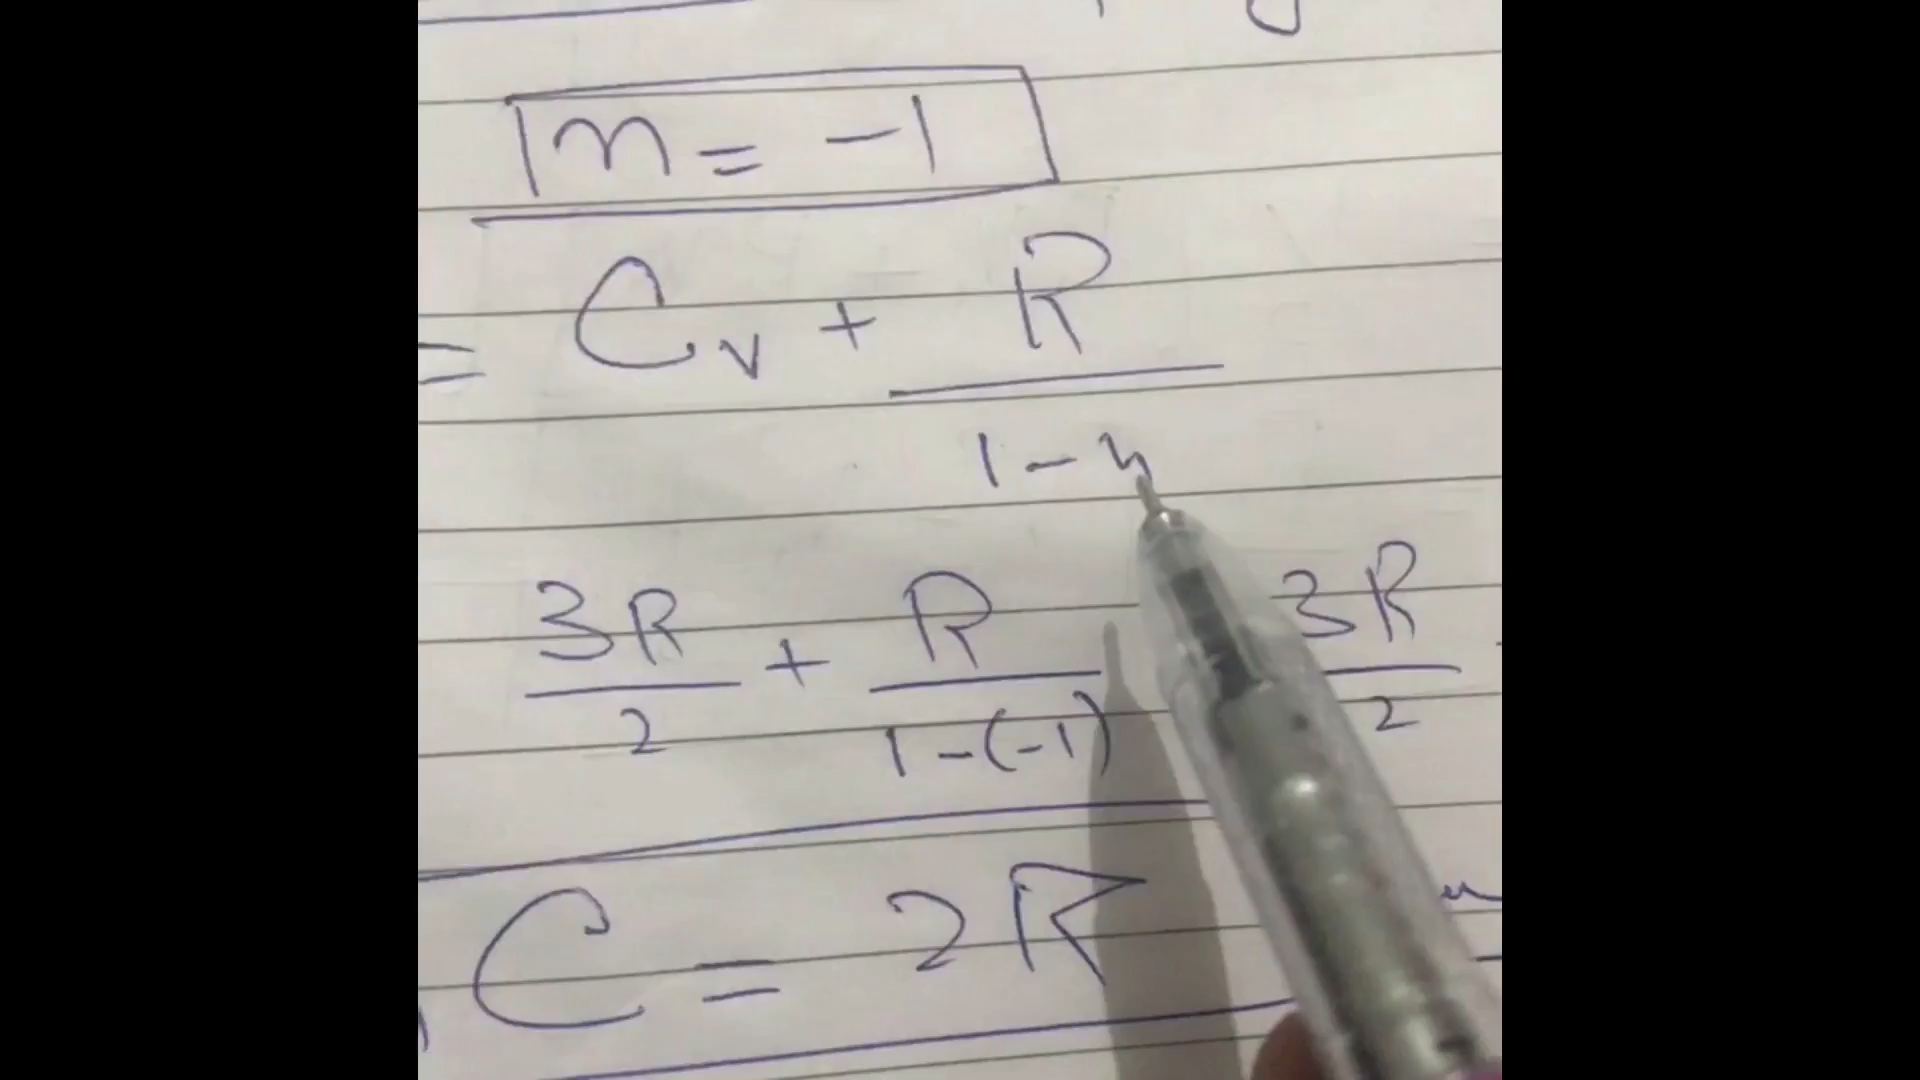 n = -1
= Cv + R
1 - n
3R/2 + R/1-(-1) 3R/2
C = 2R